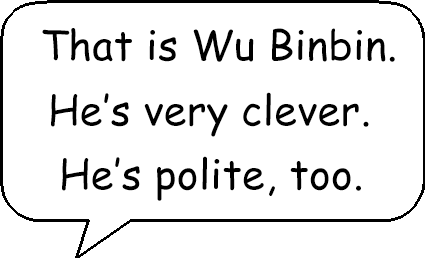 That is Wu Binbin.
He's very clever.
He's polite, too.